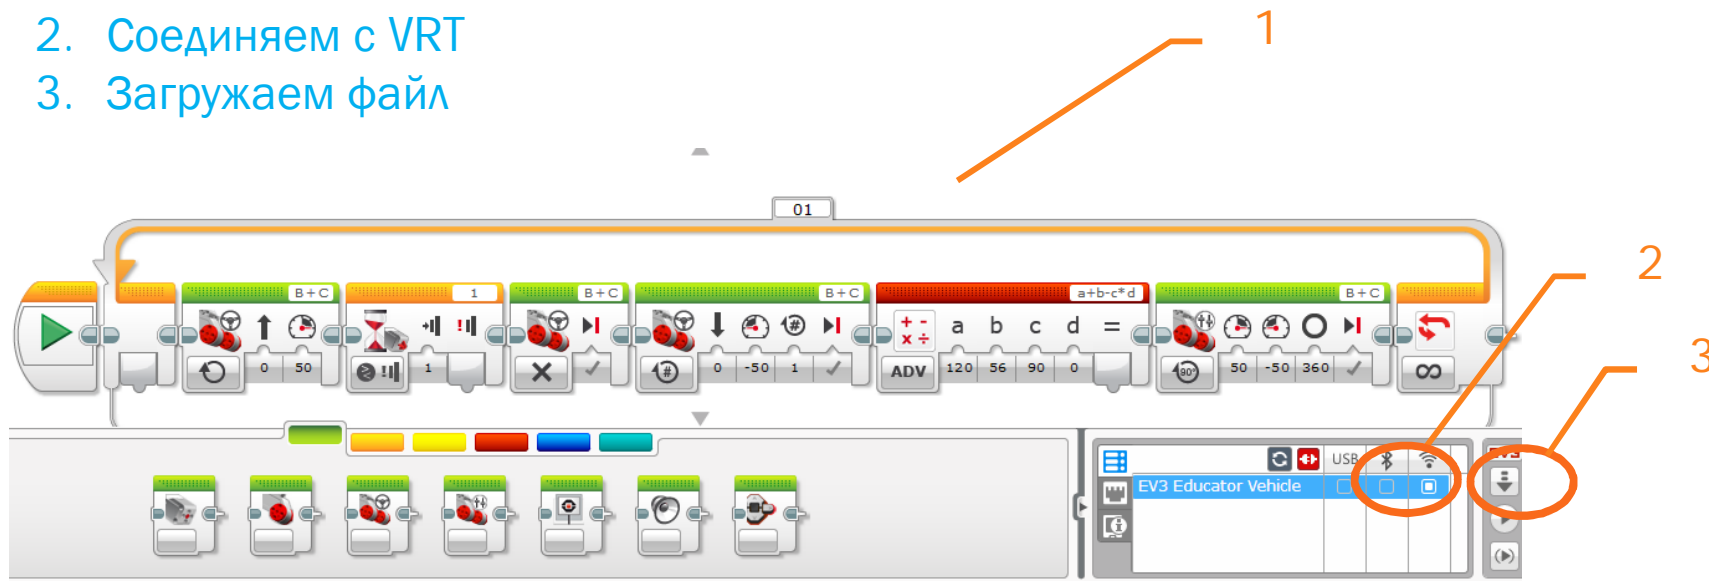 1
2. Соединяем с VRT
3. Загружаем файл
01
B+C 1 B+C B+C a+b-c*d B+C
a b c d =
0 50 1 0 -50 1 ADV 120 56 90 0 50 -50 360
2
3
USB
EV3
EV3 Educator Vehicle